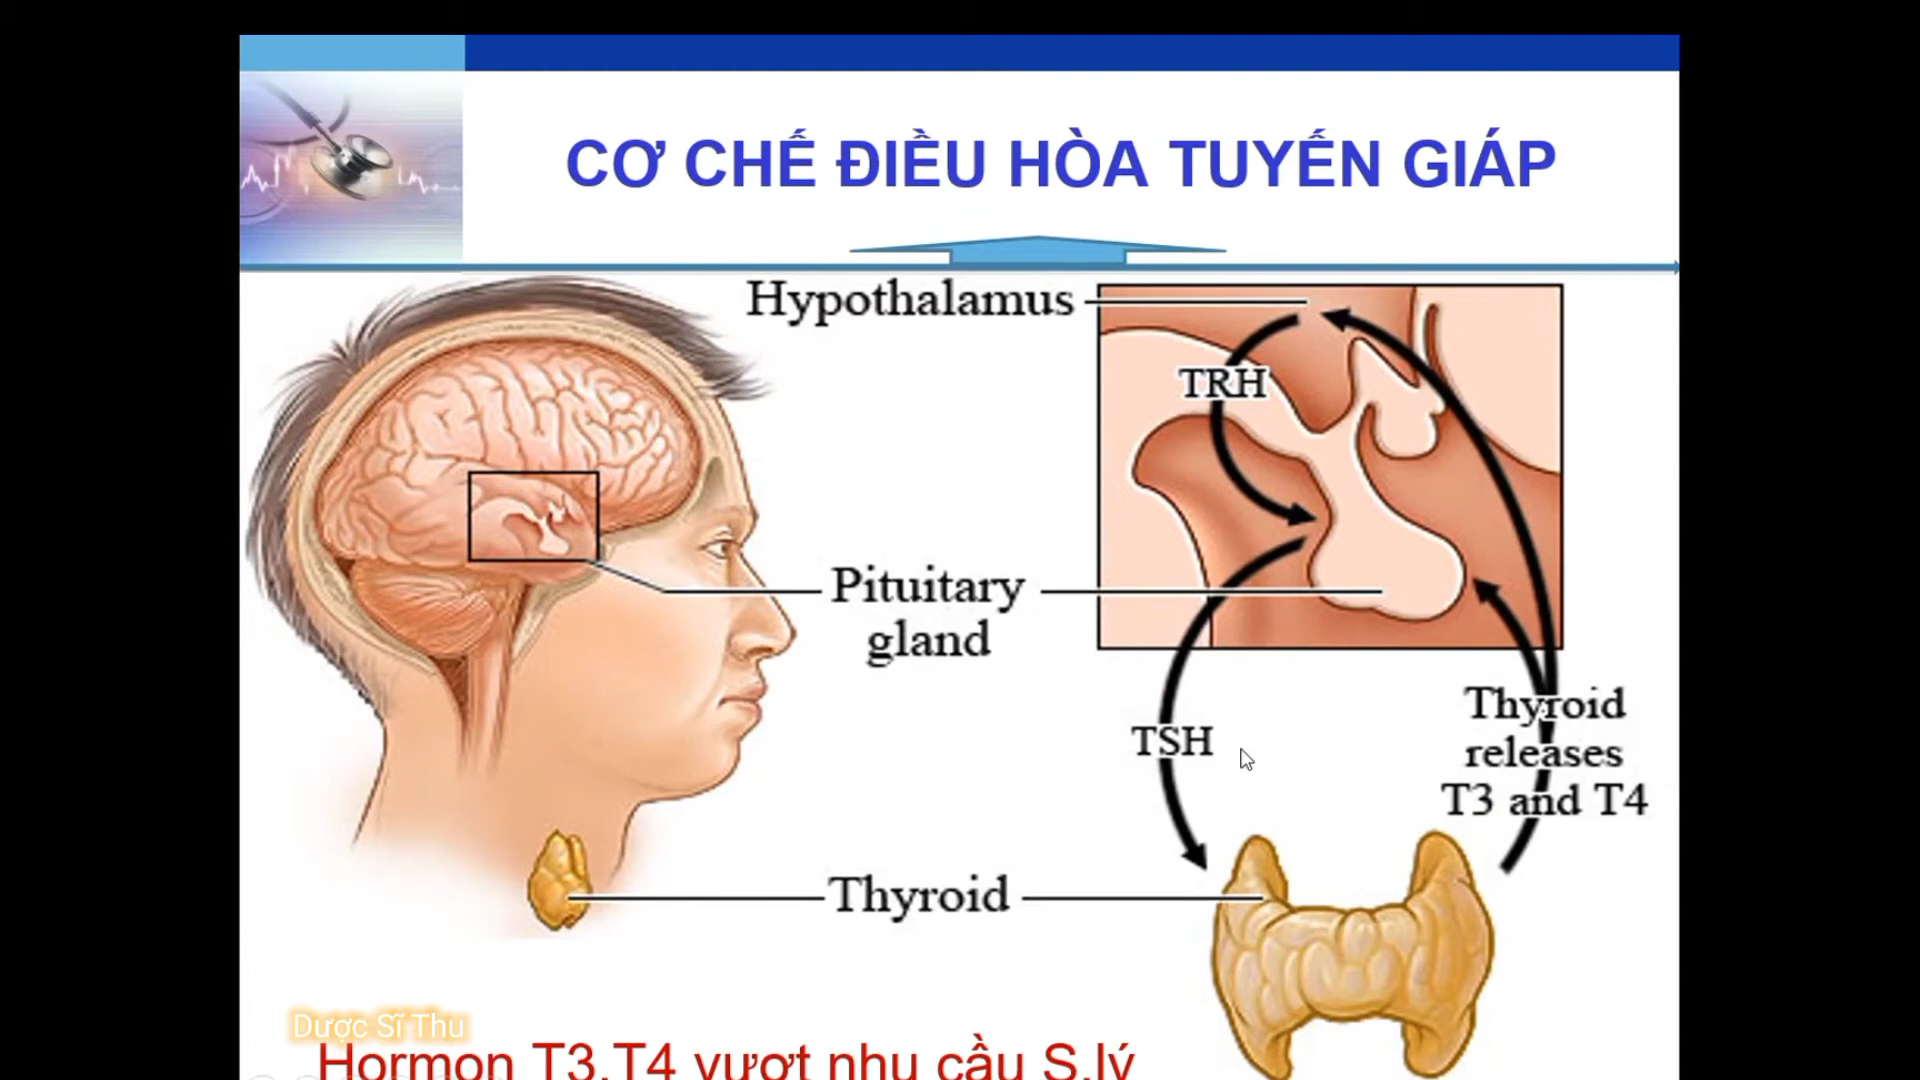 CƠ CHẾ ĐIỀU HÒA TUYẾN GIÁP
Hypothalamus
TRH
Pituitary
gland
TSH
Thyroid
releases
T3 and T4
Thyroid
Dược Sĩ Thu
Hormon T3,T4 vượt nhu cầu S.lý